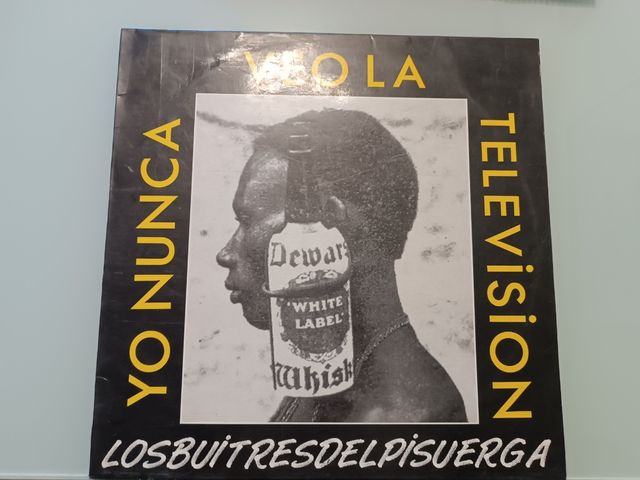 YO NUNCA
VEO LA
TELEViSiON
Dewar's
"WHITE
LABEL"
Whisk
LOSBUiTRESDELPiSUERGA